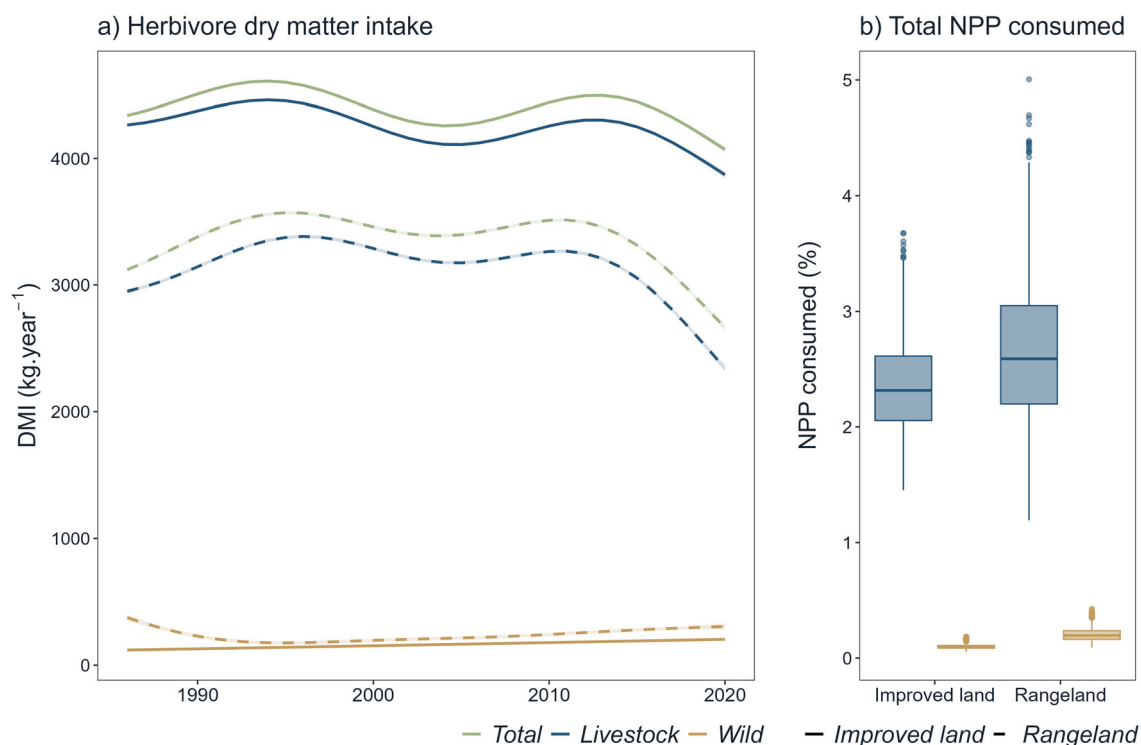 a) Herbivore dry matter intake
DMI (kg.year⁻¹)
4000
3000
2000
1000
0
1990
2000
2010
2020
b) Total NPP consumed
NPP consumed (%)
5
4
3
2
1
0
Improved land
Rangeland
Total
Livestock
Wild
Improved land
Rangeland